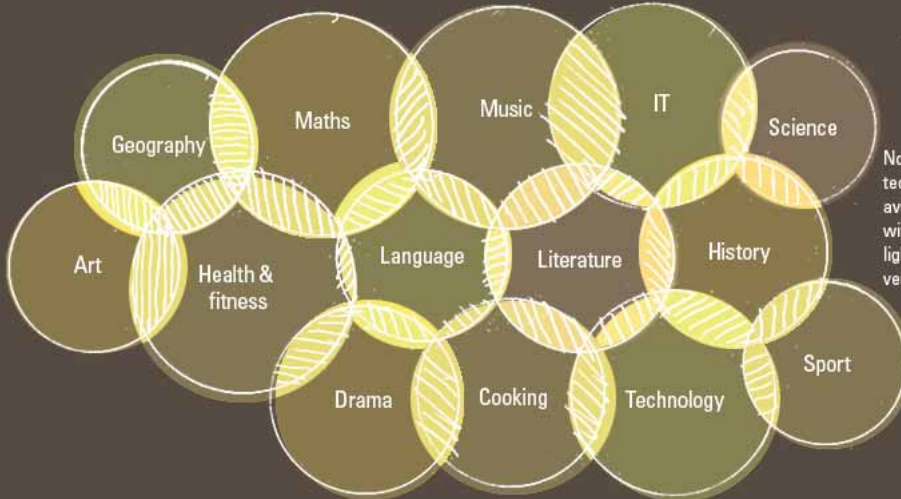 Geography
Maths
Music
IT
Science
Art
Health &
fitness
Language
Literature
History
Drama
Cooking
Technology
Sport